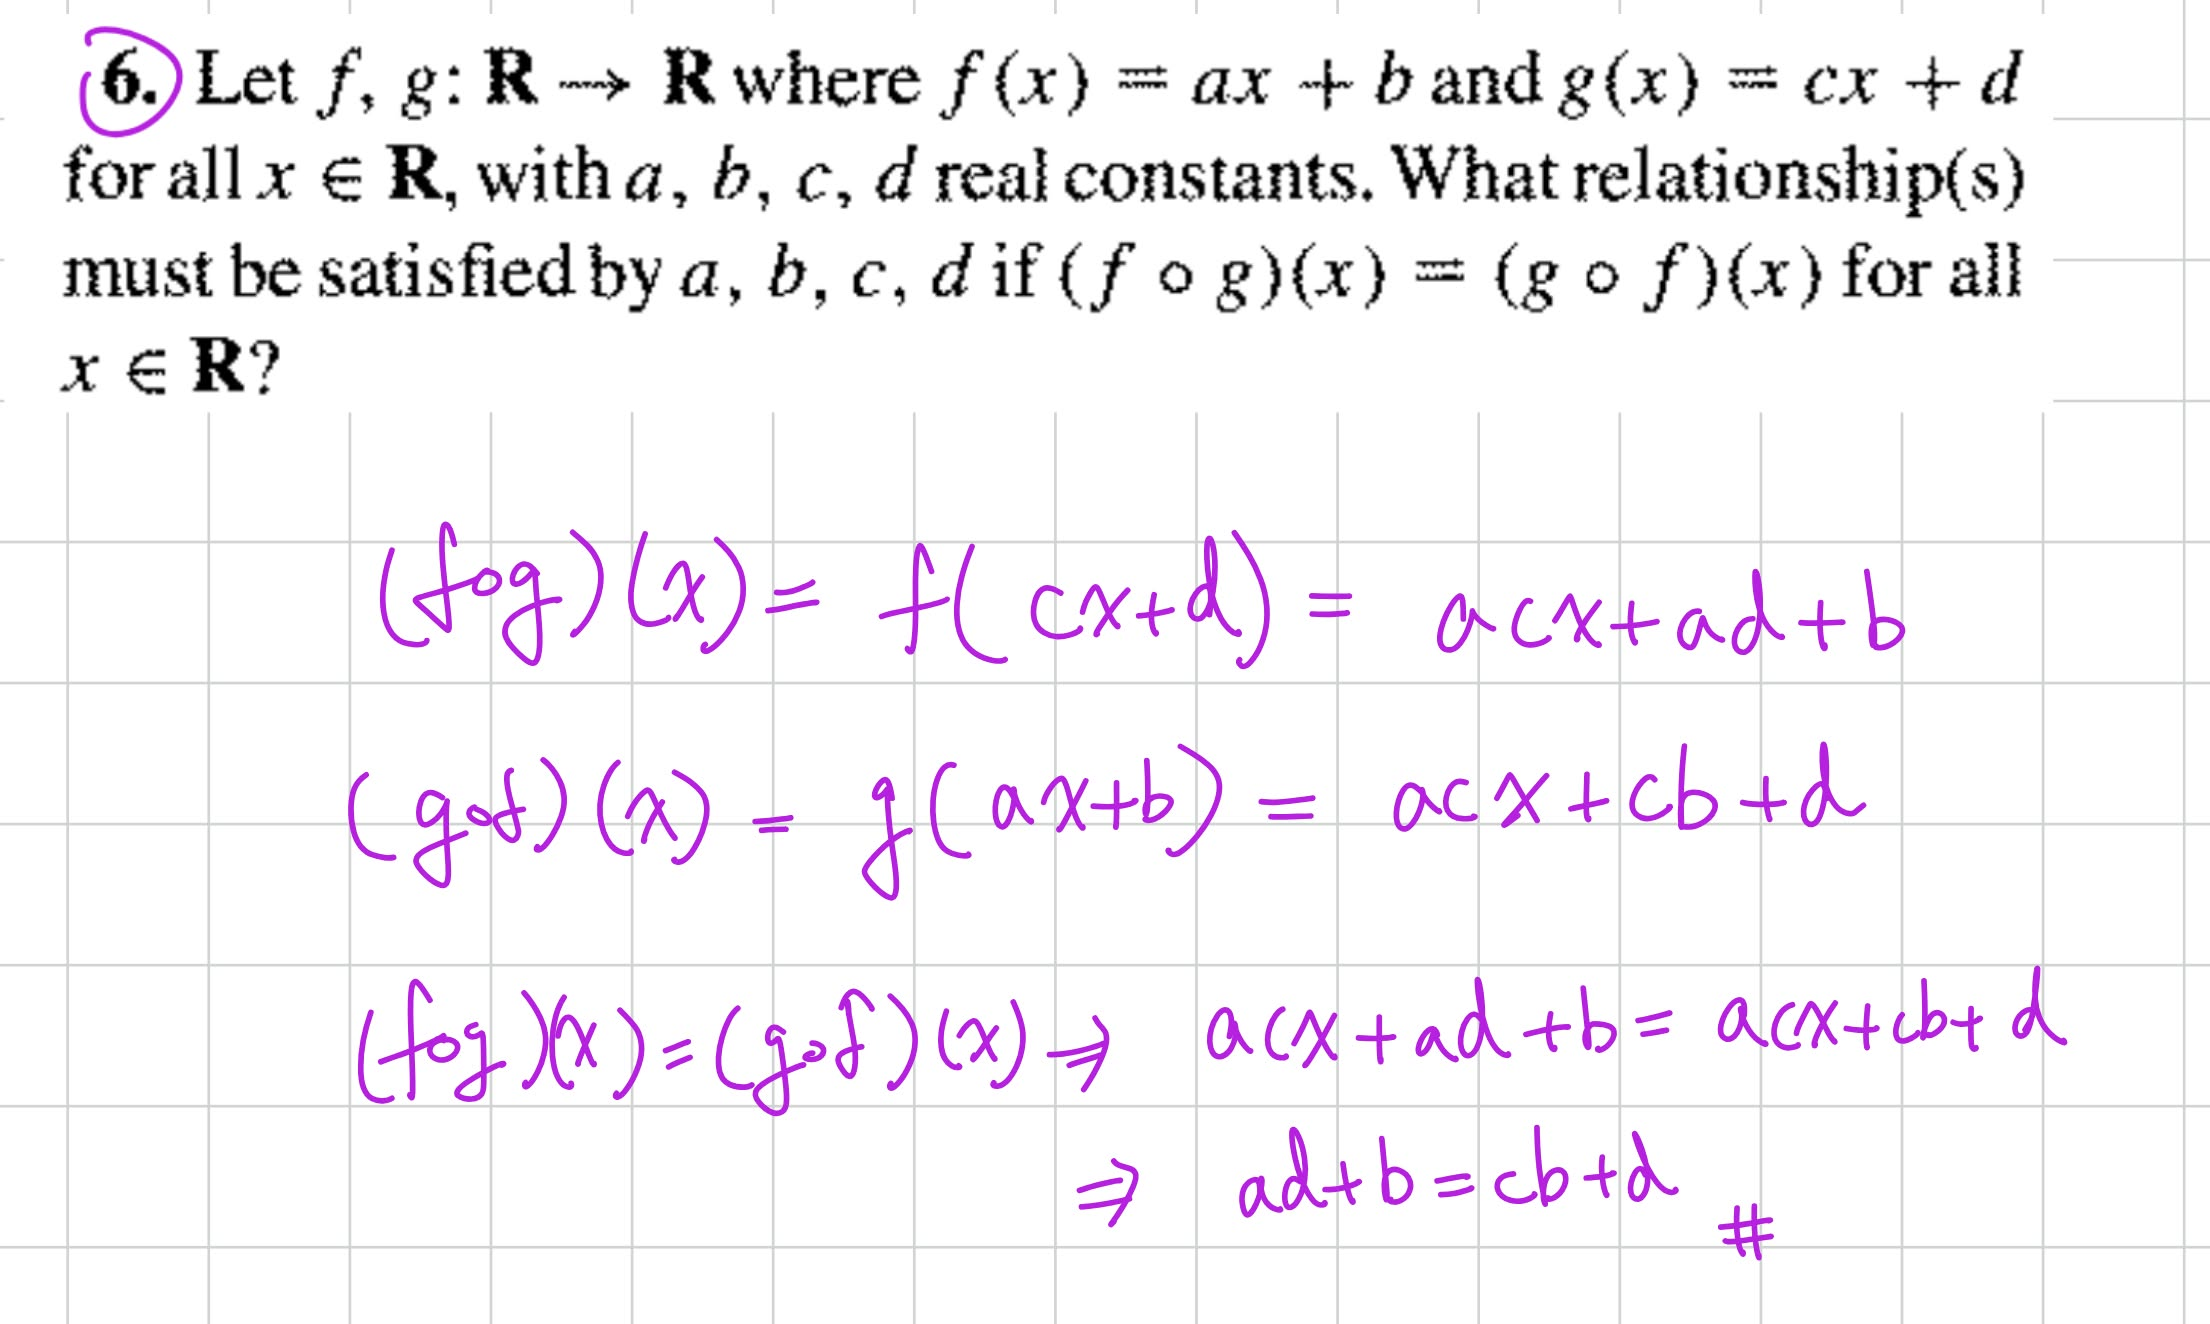 6. Let f, g: R → R where f(x) = ax + b and g(x) = cx + d
for all x ∈ R, with a, b, c, d real constants. What relationship(s)
must be satisfied by a, b, c, d if (f ∘ g)(x) = (g ∘ f)(x) for all
x ∈ R?
(f∘g)(x) = f(cx+d) = acx+ad+b
(g∘f)(x) = g(ax+b) = acx+cb+d
(f∘g)(x) = (g∘f)(x) ⇒ acx+ad+b = acx+cb+d
⇒ ad+b = cb+d #